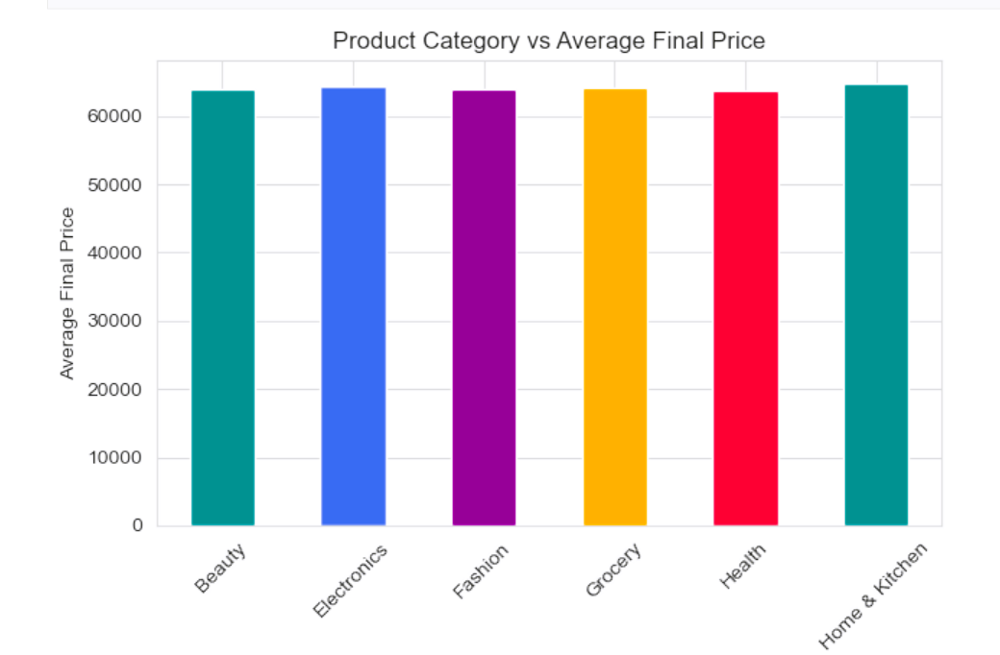 Product Category vs Average Final Price
Average Final Price
60000
50000
40000
30000
20000
10000
0
Beauty
Electronics
Fashion
Grocery
Health
Home & Kitchen